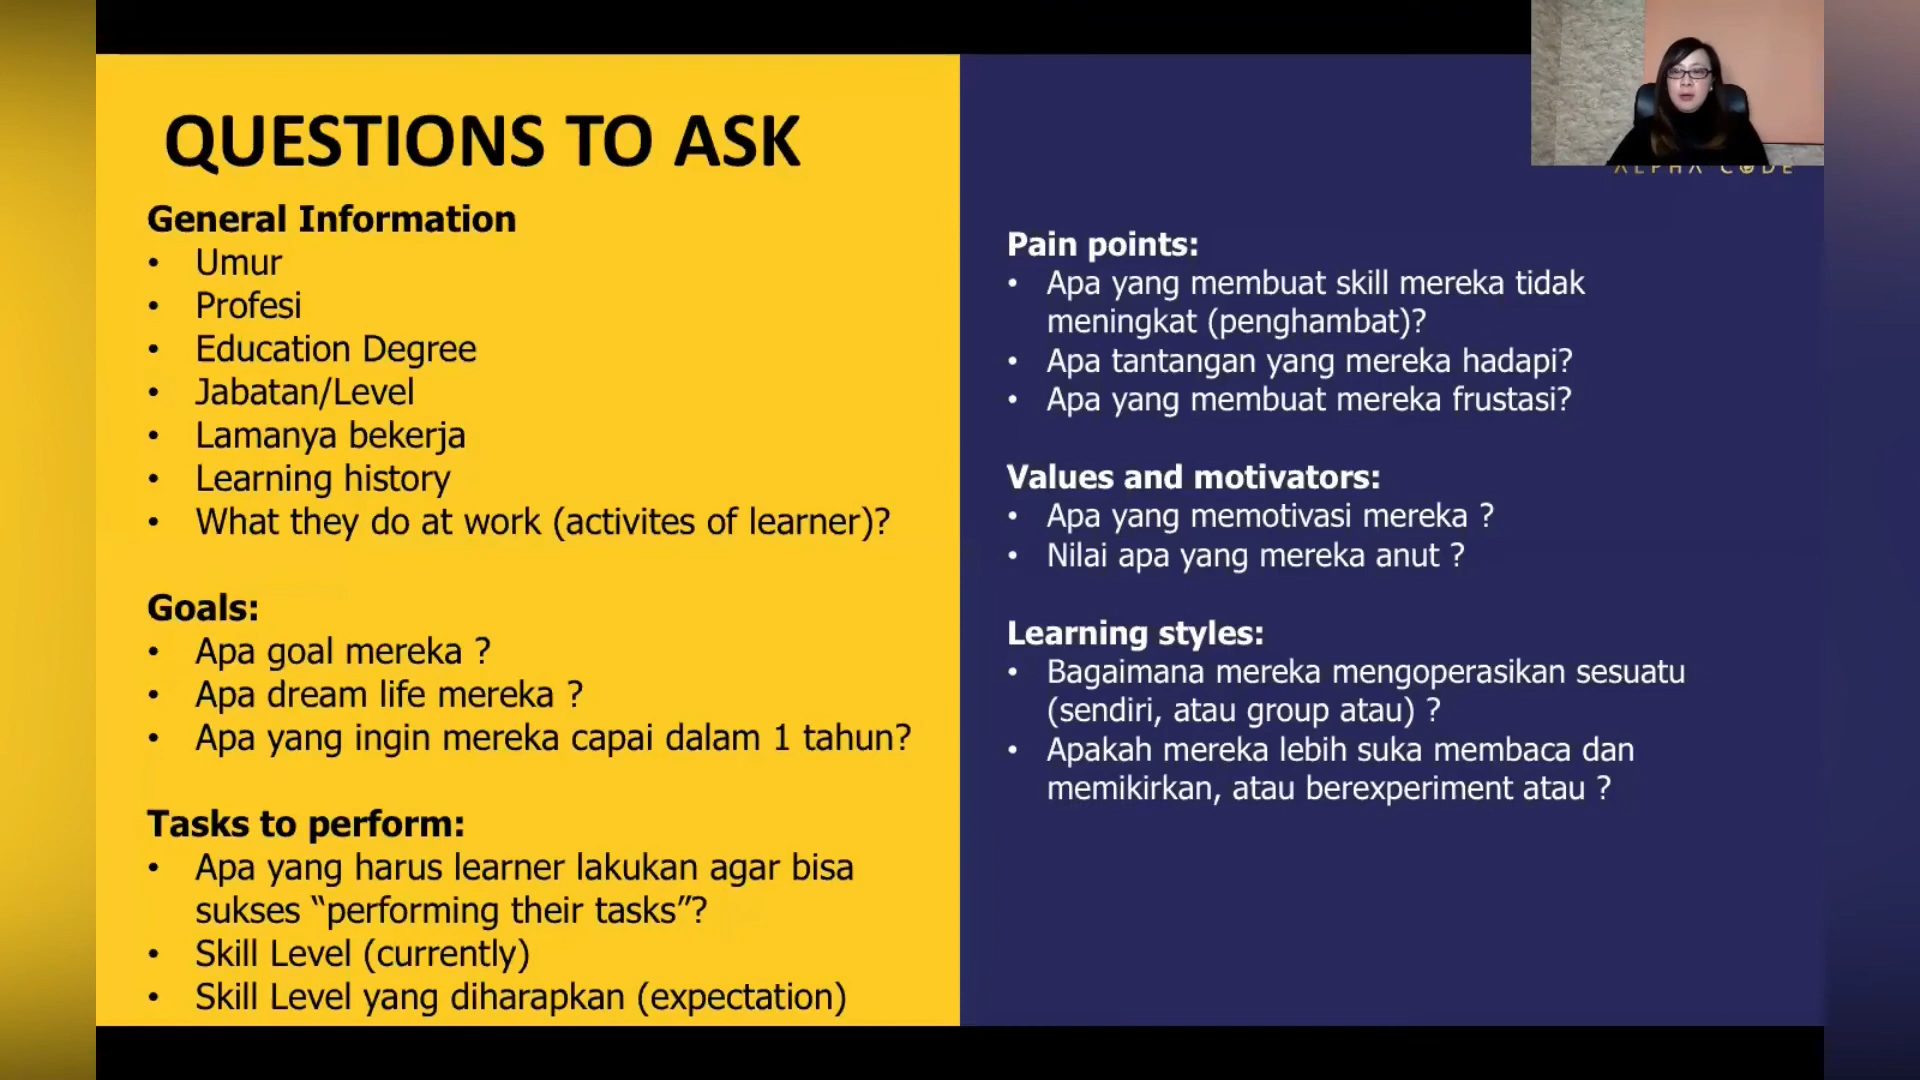 QUESTIONS TO ASK
General Information
• Umur
• Profesi
• Education Degree
• Jabatan/Level
• Lamanya bekerja
• Learning history
• What they do at work (activites of learner)?
Goals:
• Apa goal mereka ?
• Apa dream life mereka ?
• Apa yang ingin mereka capai dalam 1 tahun?
Tasks to perform:
• Apa yang harus learner lakukan agar bisa
sukses “performing their tasks”?
• Skill Level (currently)
• Skill Level yang diharapkan (expectation)
ALPHA CODE
Pain points:
• Apa yang membuat skill mereka tidak
meningkat (penghambat)?
• Apa tantangan yang mereka hadapi?
• Apa yang membuat mereka frustasi?
Values and motivators:
• Apa yang memotivasi mereka ?
• Nilai apa yang mereka anut ?
Learning styles:
• Bagaimana mereka mengoperasikan sesuatu
(sendiri, atau group atau) ?
• Apakah mereka lebih suka membaca dan
memikirkan, atau berexperiment atau ?